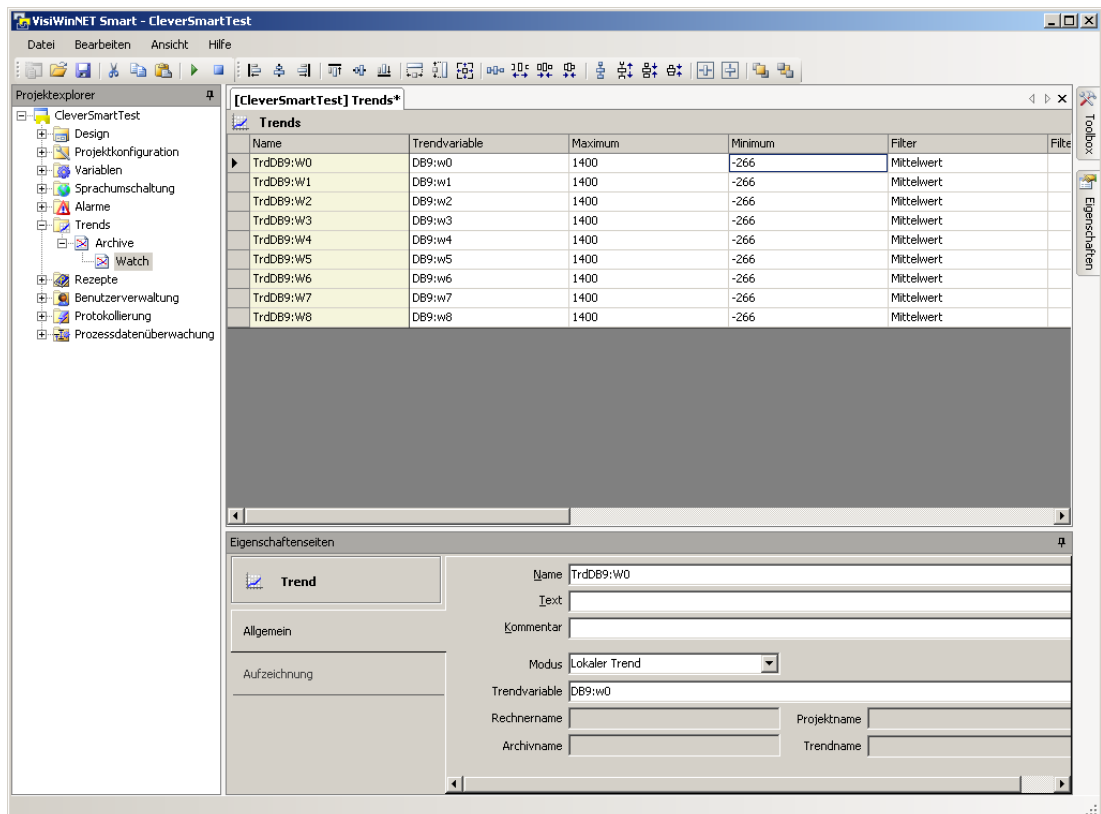 VisiWinNET Smart - CleverSmartTest
Datei Bearbeiten Ansicht Hilfe
Projektexplorer
CleverSmartTest
Design
Projektkonfiguration
Variablen
Sprachumschaltung
Alarme
Trends
Archive
Watch
Rezepte
Benutzerverwaltung
Protokollierung
Prozessdatenüberwachung
[CleverSmartTest] Trends*
Trends
Name Trendvariable Maximum Minimum Filter Filte
TrdDB9:W0 DB9:w0 1400 -266 Mittelwert
TrdDB9:W1 DB9:w1 1400 -266 Mittelwert
TrdDB9:W2 DB9:w2 1400 -266 Mittelwert
TrdDB9:W3 DB9:w3 1400 -266 Mittelwert
TrdDB9:W4 DB9:w4 1400 -266 Mittelwert
TrdDB9:W5 DB9:w5 1400 -266 Mittelwert
TrdDB9:W6 DB9:w6 1400 -266 Mittelwert
TrdDB9:W7 DB9:w7 1400 -266 Mittelwert
TrdDB9:W8 DB9:w8 1400 -266 Mittelwert
Toolbox
Eigenschaften
Eigenschaftenseiten
Trend
Allgemein
Aufzeichnung
Name TrdDB9:W0
Text
Kommentar
Modus Lokaler Trend
Trendvariable DB9:w0
Rechnername Projektname
Archivname Trendname